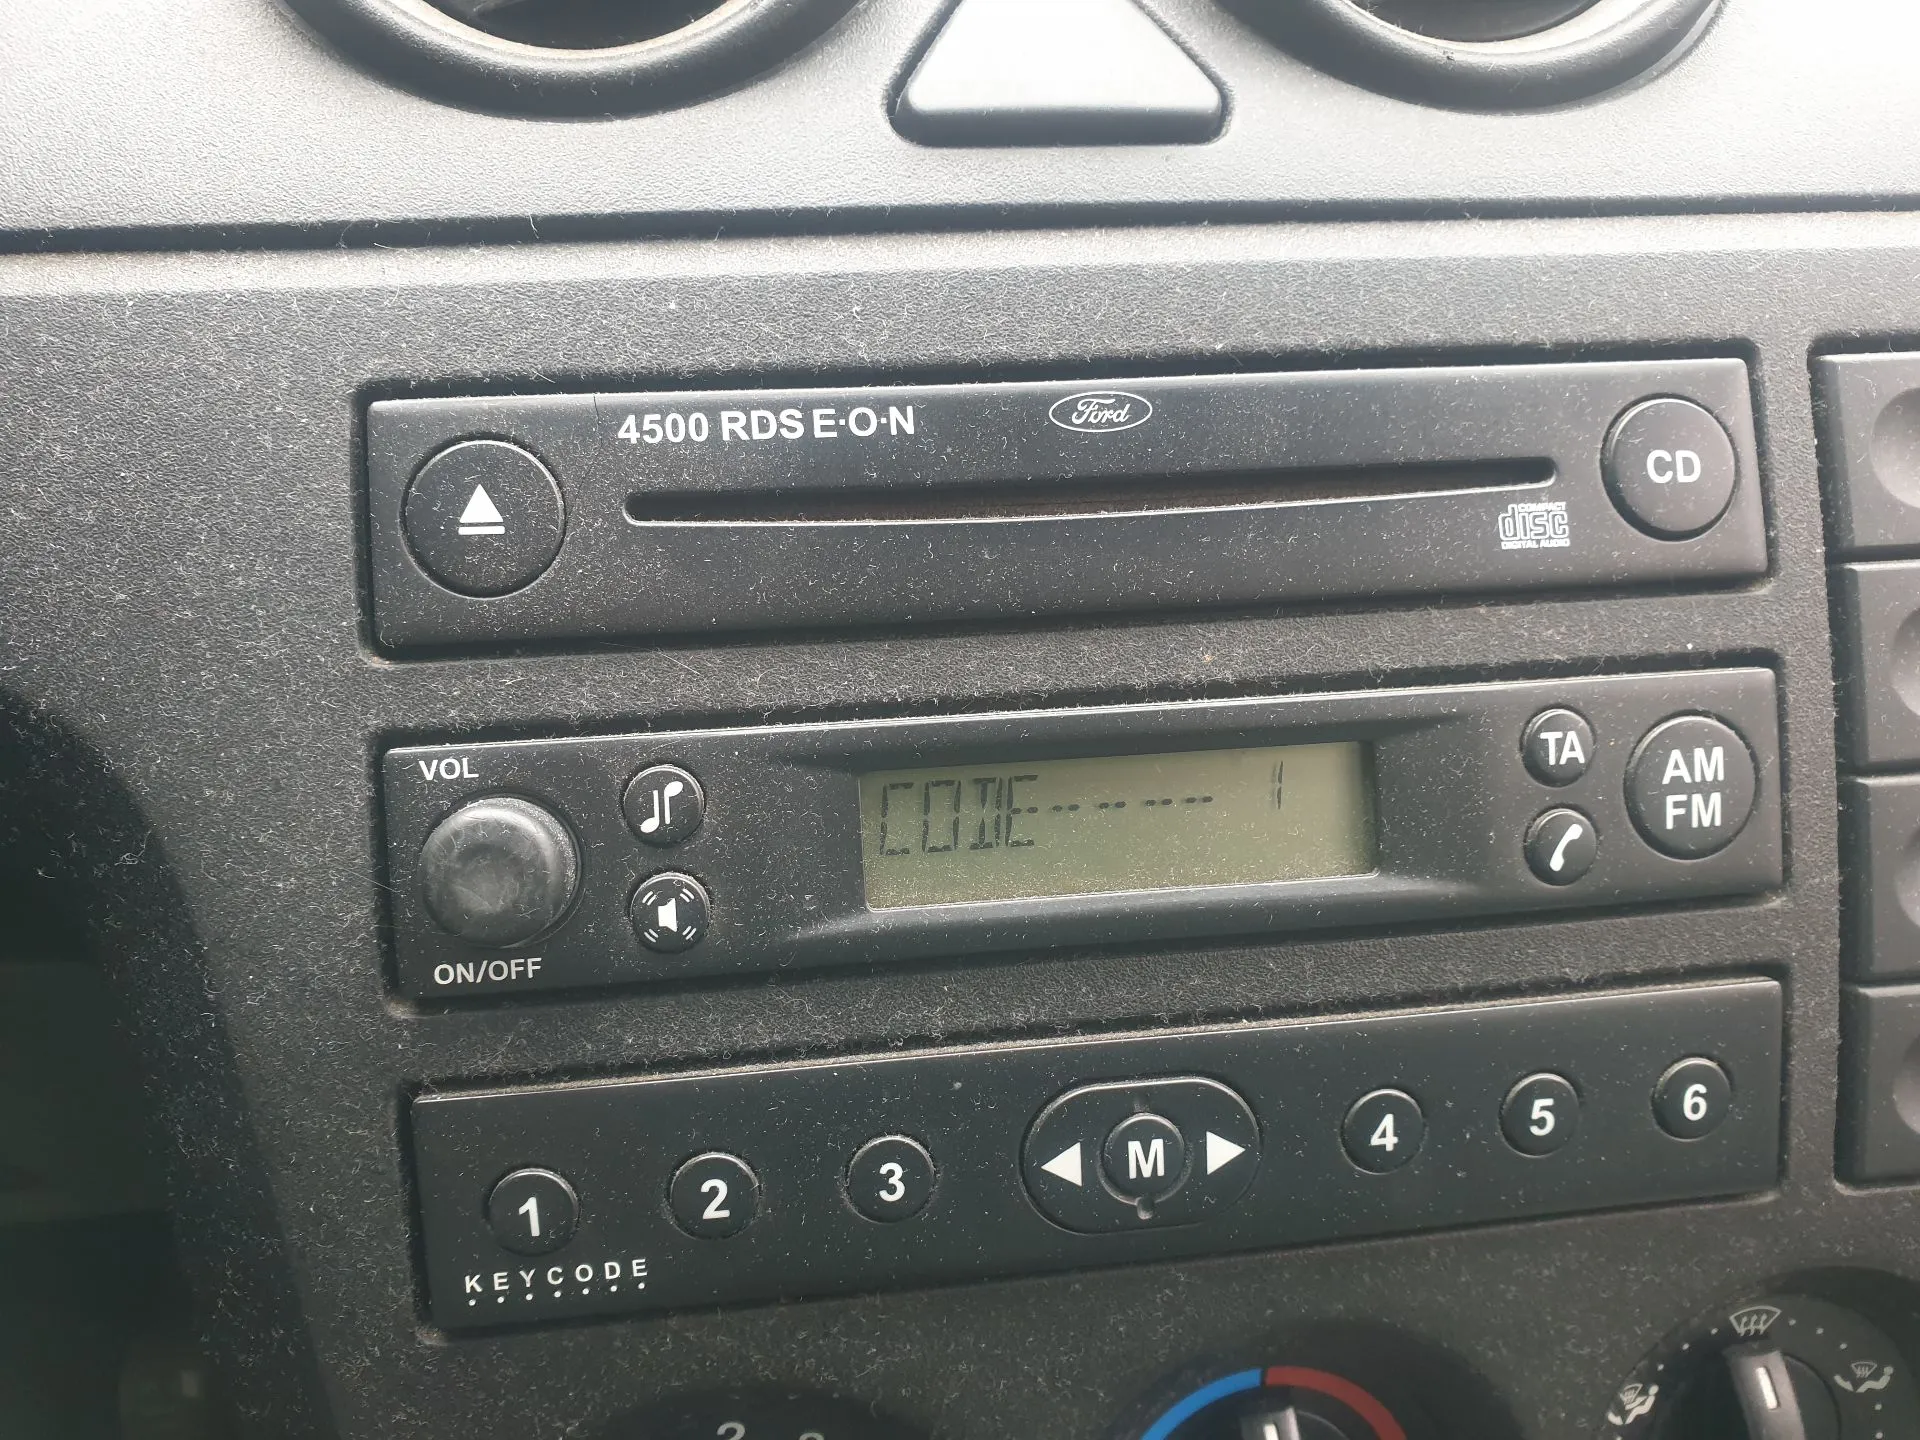 4500 RDS E·O·N
Ford
CD
COMPACT
disc
DIGITAL AUDIO
VOL
ON/OFF
CODE---- 1
TA
AM
FM
1
2
3
M
4
5
6
KEYCODE